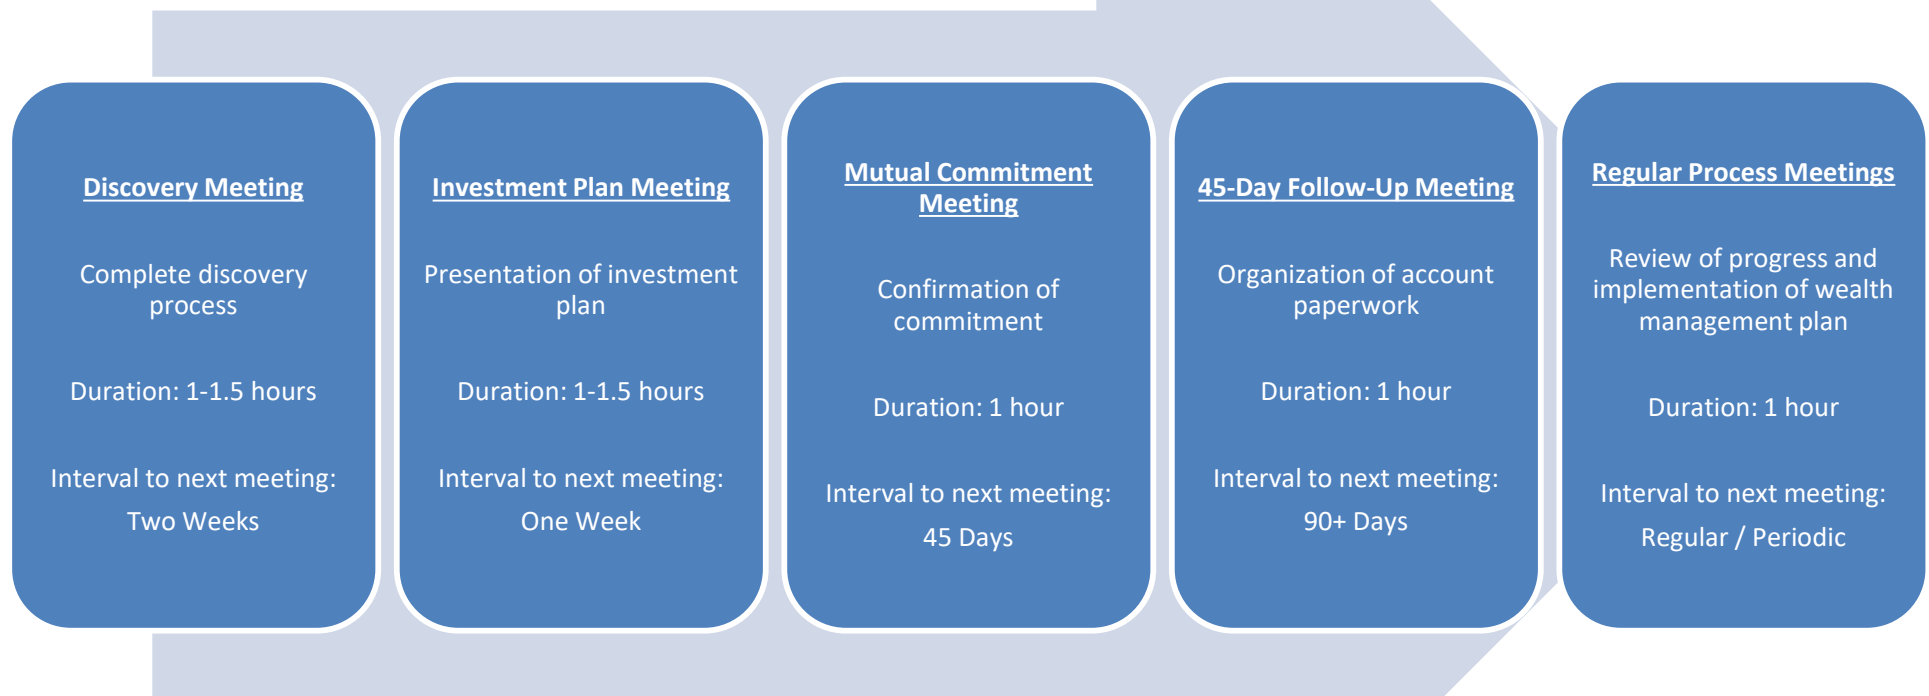 Discovery Meeting
Complete discovery
process
Duration: 1-1.5 hours
Interval to next meeting:
Two Weeks
Investment Plan Meeting
Presentation of investment
plan
Duration: 1-1.5 hours
Interval to next meeting:
One Week
Mutual Commitment
Meeting
Confirmation of
commitment
Duration: 1 hour
Interval to next meeting:
45 Days
45-Day Follow-Up Meeting
Organization of account
paperwork
Duration: 1 hour
Interval to next meeting:
90+ Days
Regular Process Meetings
Review of progress and
implementation of wealth
management plan
Duration: 1 hour
Interval to next meeting:
Regular / Periodic